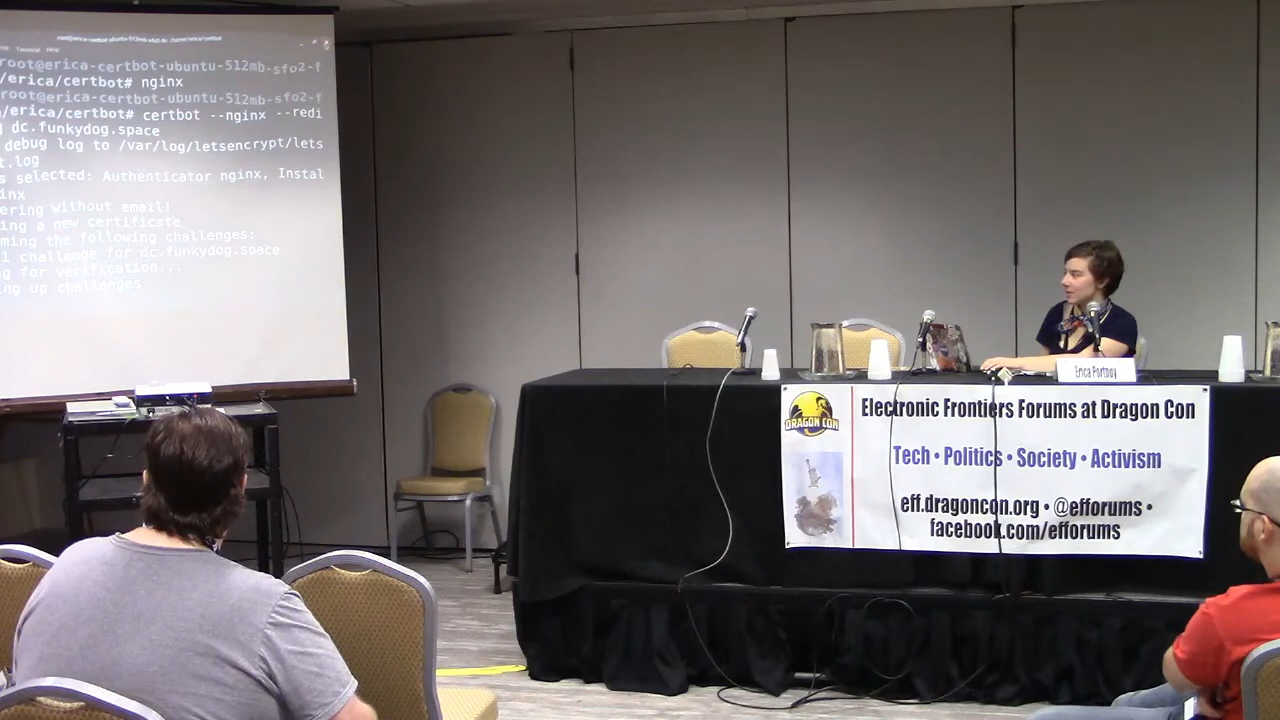 root@erica-certbot-ubuntu-512mb-sfo2-f
/erica/certbot# nginx
root@erica-certbot-ubuntu-512mb-sfo2-f
/erica/certbot# certbot --nginx --redi
dc.funkydog.space
debug log to /var/log/letsencrypt/lets
t.log
s selected: Authenticator nginx, Instal
inx
ering without email!
ing a new certificate
ming the following challenges:
l challenge for dc.funkydog.space
ng for verification...
ing up challenges
Erica Portnoy
DRAGON CON
Electronic Frontiers Forums at Dragon Con
Tech • Politics • Society • Activism
eff.dragoncon.org • @efforums •
facebook.com/efforums